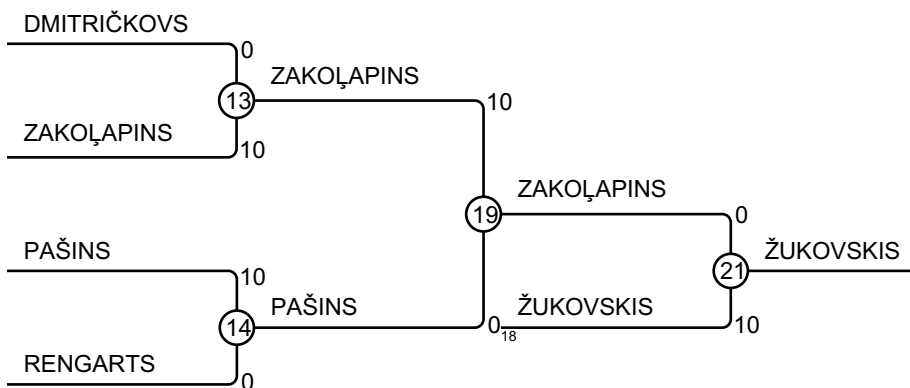 DMITRIČKOVS
0
ZAKOĻAPINS
13
10
ZAKOĻAPINS
10
ZAKOĻAPINS
19
0
PAŠINS
ŽUKOVSKIS
21
10
PAŠINS
ŽUKOVSKIS
14
0
18
10
RENGARTS
0